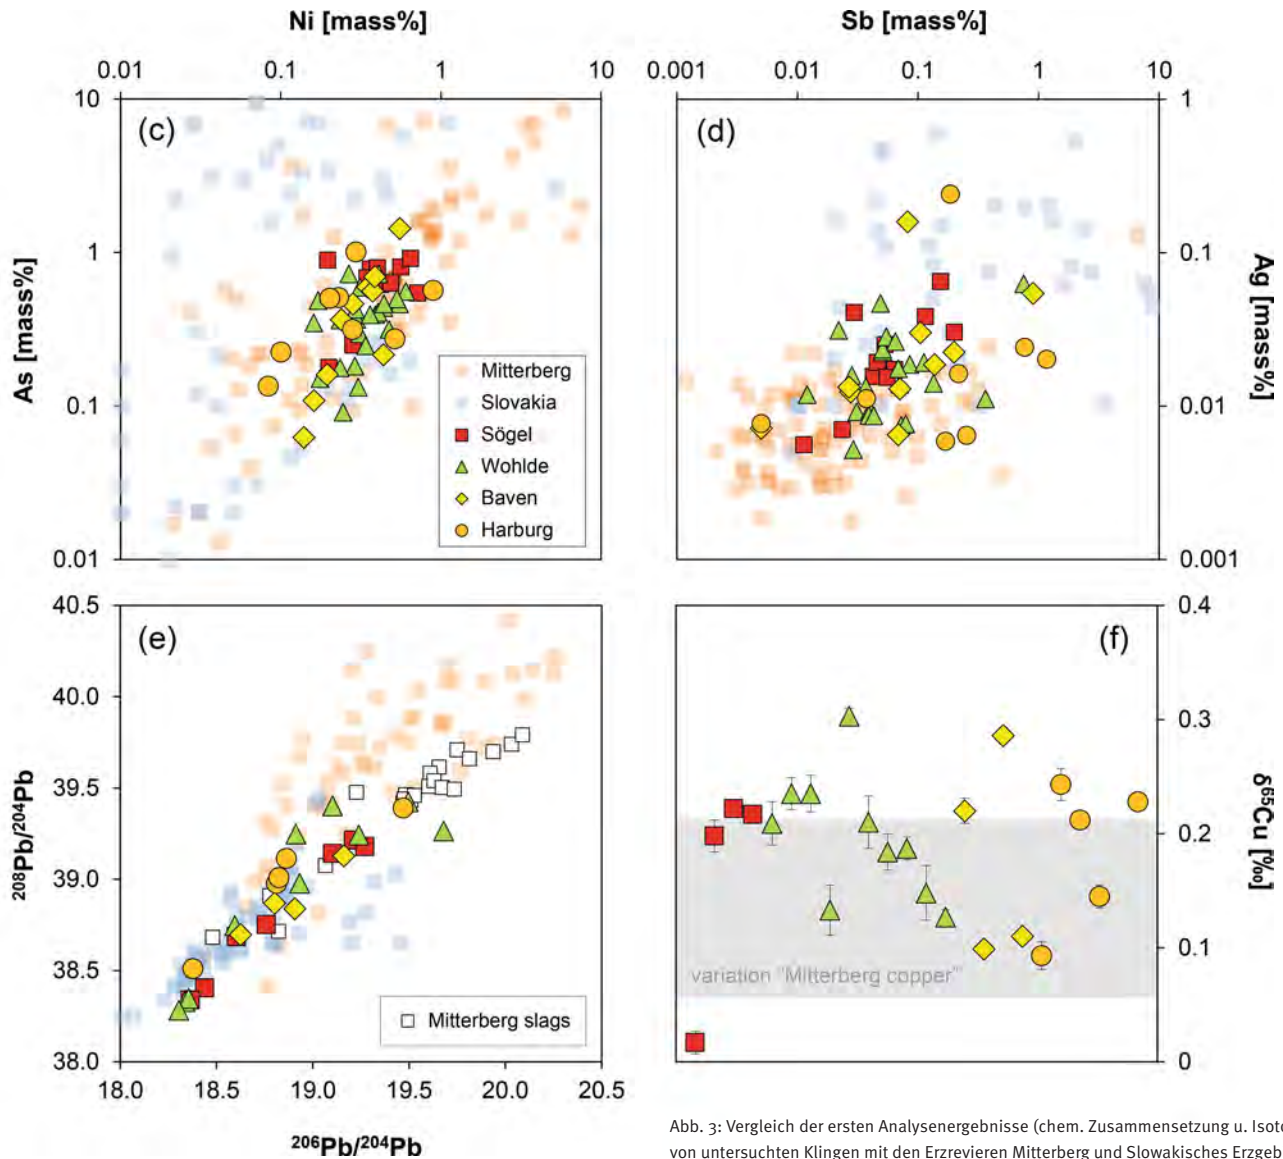 Ni [mass%]
Sb [mass%]
0.01 0.1 1 10
0.001 0.01 0.1 1 10
10
1
0.1
0.01
As [mass%]
(c)
Mitterberg
Slovakia
Sögel
Wohlde
Baven
Harburg
(d)
1
0.1
0.01
0.001
Ag [mass%]
40.5
40.0
39.5
39.0
38.5
38.0
²⁰⁸Pb/²⁰⁴Pb
(e)
Mitterberg slags
18.0 18.5 19.0 19.5 20.0 20.5
²⁰⁶Pb/²⁰⁴Pb
(f)
variation "Mitterberg copper"
0.4
0.3
0.2
0.1
0
δ⁶⁵Cu [‰]
Abb. 3: Vergleich der ersten Analysenergebnisse (chem. Zusammensetzung u. Isoto
von untersuchten Klingen mit den Erzrevieren Mitterberg und Slowakisches Erzgeb